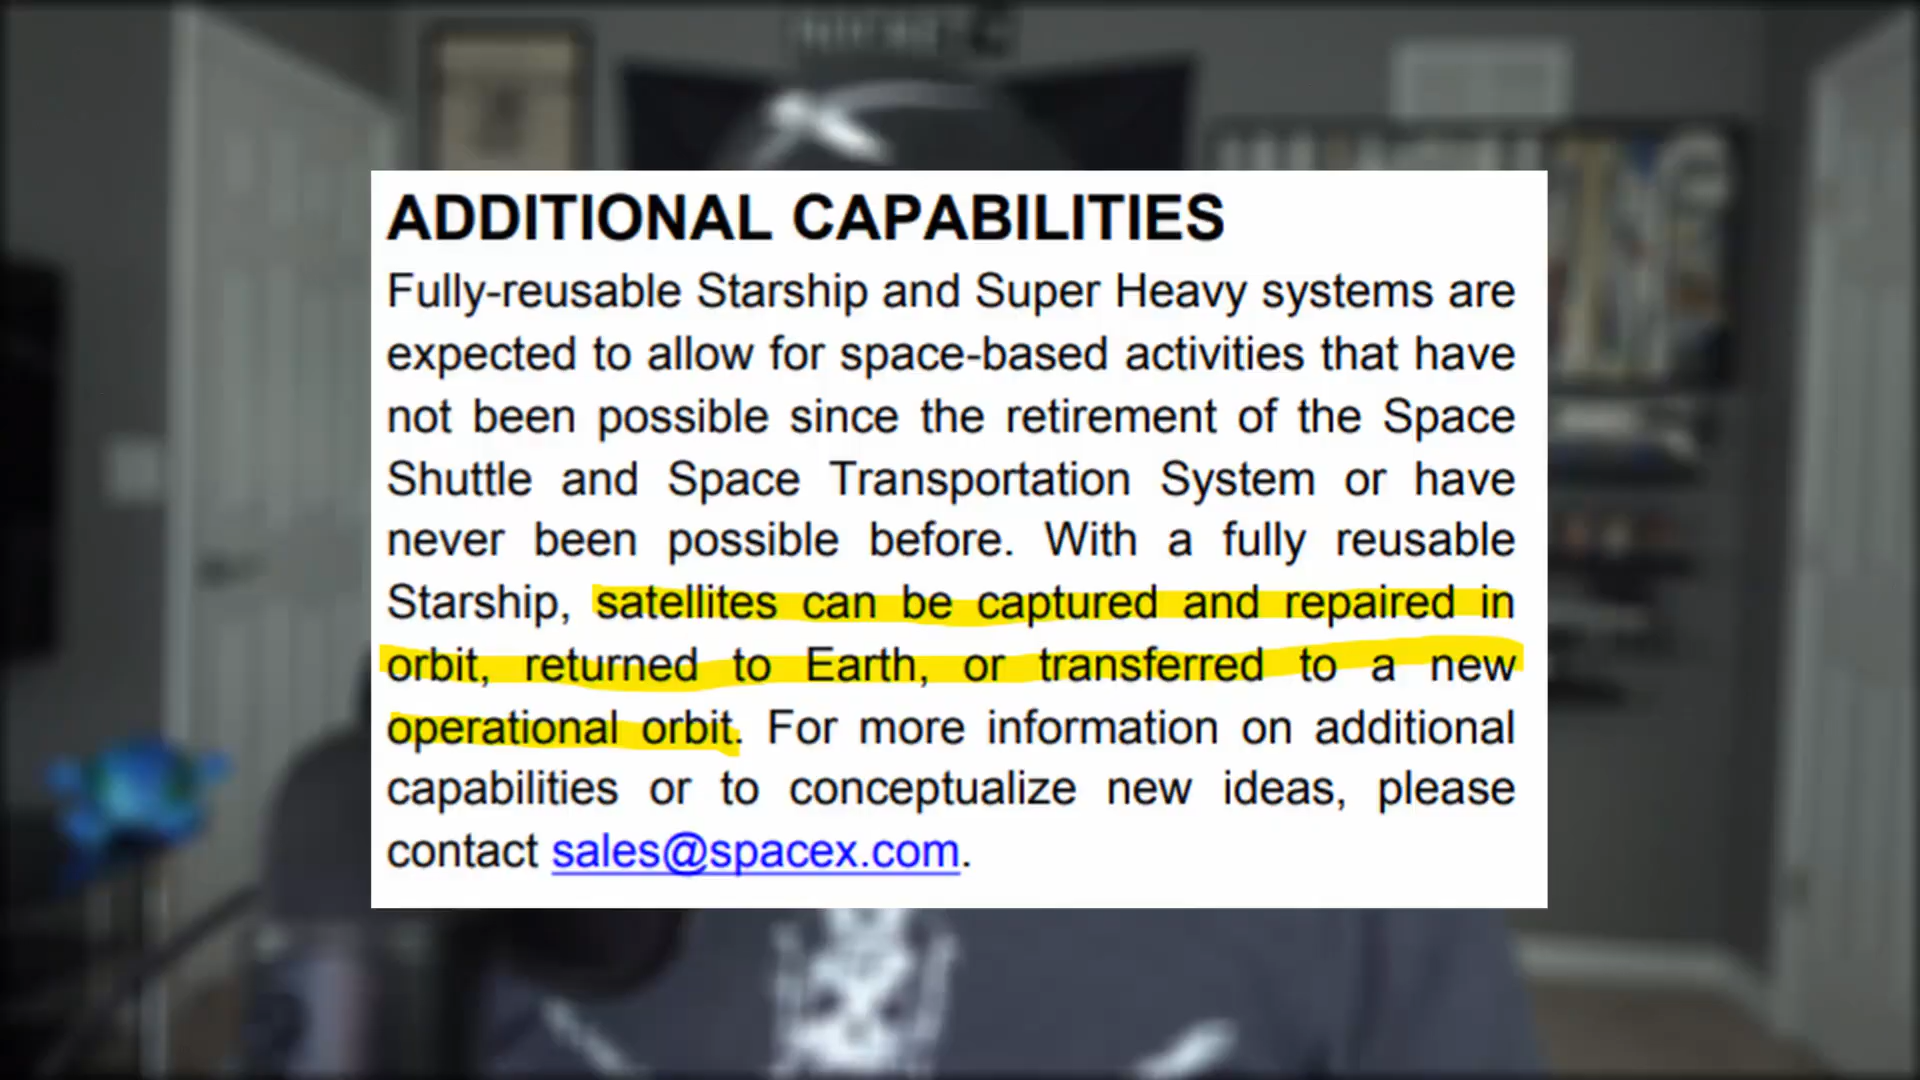 ADDITIONAL CAPABILITIES
Fully-reusable Starship and Super Heavy systems are
expected to allow for space-based activities that have
not been possible since the retirement of the Space
Shuttle and Space Transportation System or have
never been possible before. With a fully reusable
Starship, satellites can be captured and repaired in
orbit, returned to Earth, or transferred to a new
operational orbit. For more information on additional
capabilities or to conceptualize new ideas, please
contact sales@spacex.com.